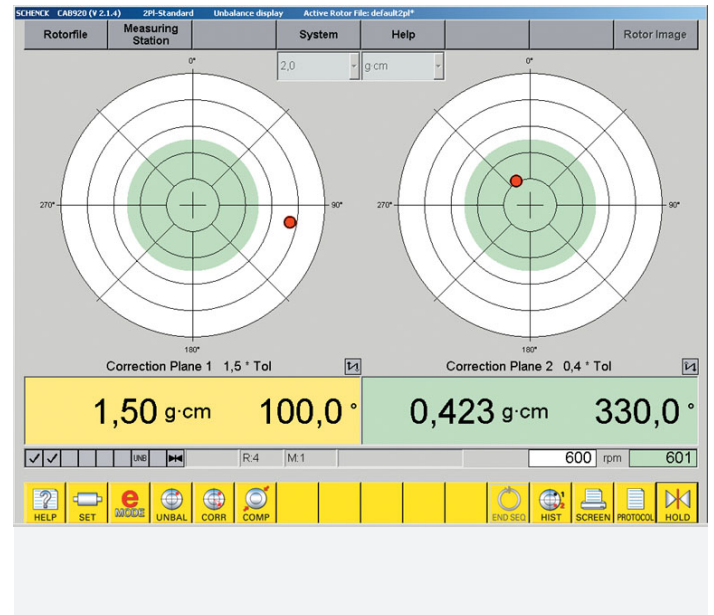 SCHENCK CAB920 (V 2.1.4) 2Pl-Standard Unbalance display Active Rotor File: default2pl*
Rotorfile Measuring Station System Help Rotor Image
2,0 g·cm
0° 0°
270° 90° 270° 90°
180° 180°
Correction Plane 1 1,5 * Tol Correction Plane 2 0,4 * Tol
1,50 g·cm 100,0 ° 0,423 g·cm 330,0 °
UNB R:4 M:1 600 rpm 601
e
HELP SET MODE UNBAL CORR COMP END SEQ HIST SCREEN PROTOCOL HOLD